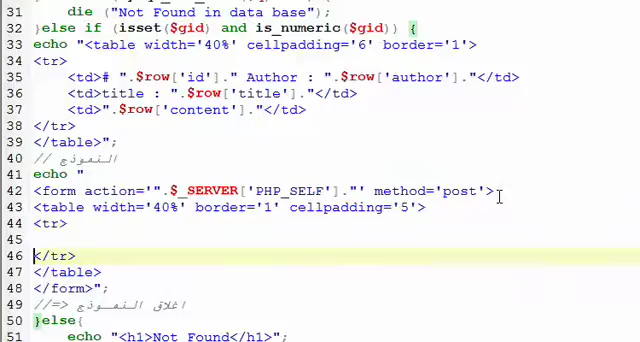 31 die ("Not Found in data base");
32 }else if (isset($gid) and is_numeric($gid)) {
33 echo "<table width='40%' cellpadding='6' border='1'>
34 <tr>
35 <td># ".$row['id']." Author : ".$row['author']."</td>
36 <td>title : ".$row['title']."</td>
37 <td>".$row['content']."</td>
38 </tr>
39 </table>";
40 // النموذج
41 echo "
42 <form action='".$_SERVER['PHP_SELF']."' method='post'>
43 <table width='40%' border='1' cellpadding='5'>
44 <tr>
45
46 </tr>
47 </table>
48 </form>";
49 //=> اغلاق النمــوذج
50 }else{
51 echo "<h1>Not Found</h1>";